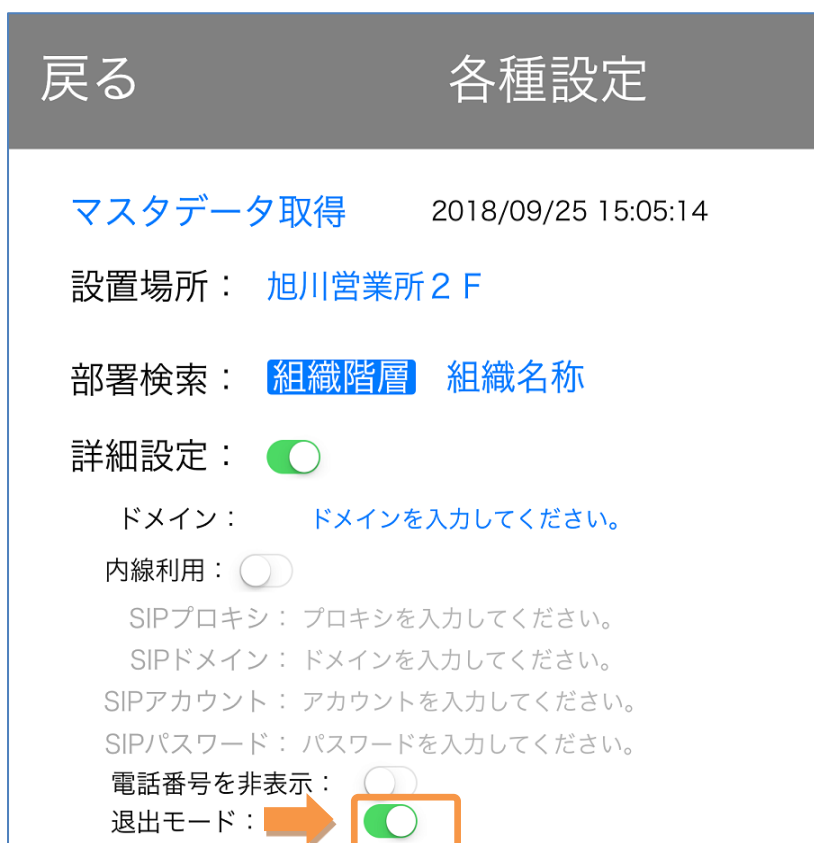 戻る 各種設定
マスタデータ取得 2018/09/25 15:05:14
設置場所： 旭川営業所２Ｆ
部署検索： 組織階層 組織名称
詳細設定：
ドメイン： ドメインを入力してください。
内線利用：
SIPプロキシ： プロキシを入力してください。
SIPドメイン： ドメインを入力してください。
SIPアカウント： アカウントを入力してください。
SIPパスワード： パスワードを入力してください。
電話番号を非表示：
退出モード：